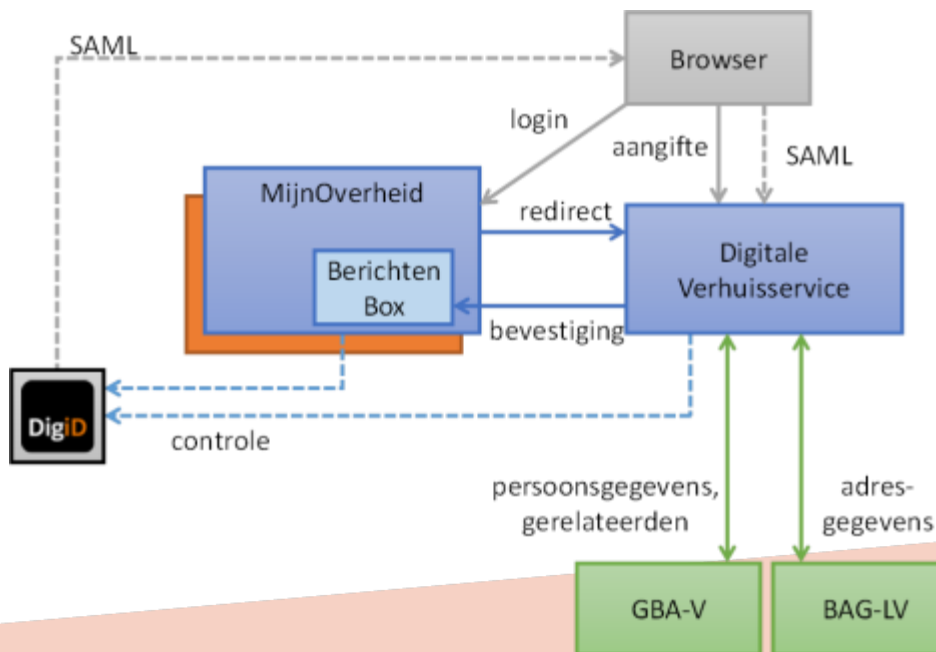 SAML
Browser
login
aangifte
SAML
MijnOverheid
redirect
Berichten
Box
Digitale
Verhuisservice
bevestiging
DigiD
controle
persoonsgegevens,
gerelateerden
adres-
gegevens
GBA-V
BAG-LV